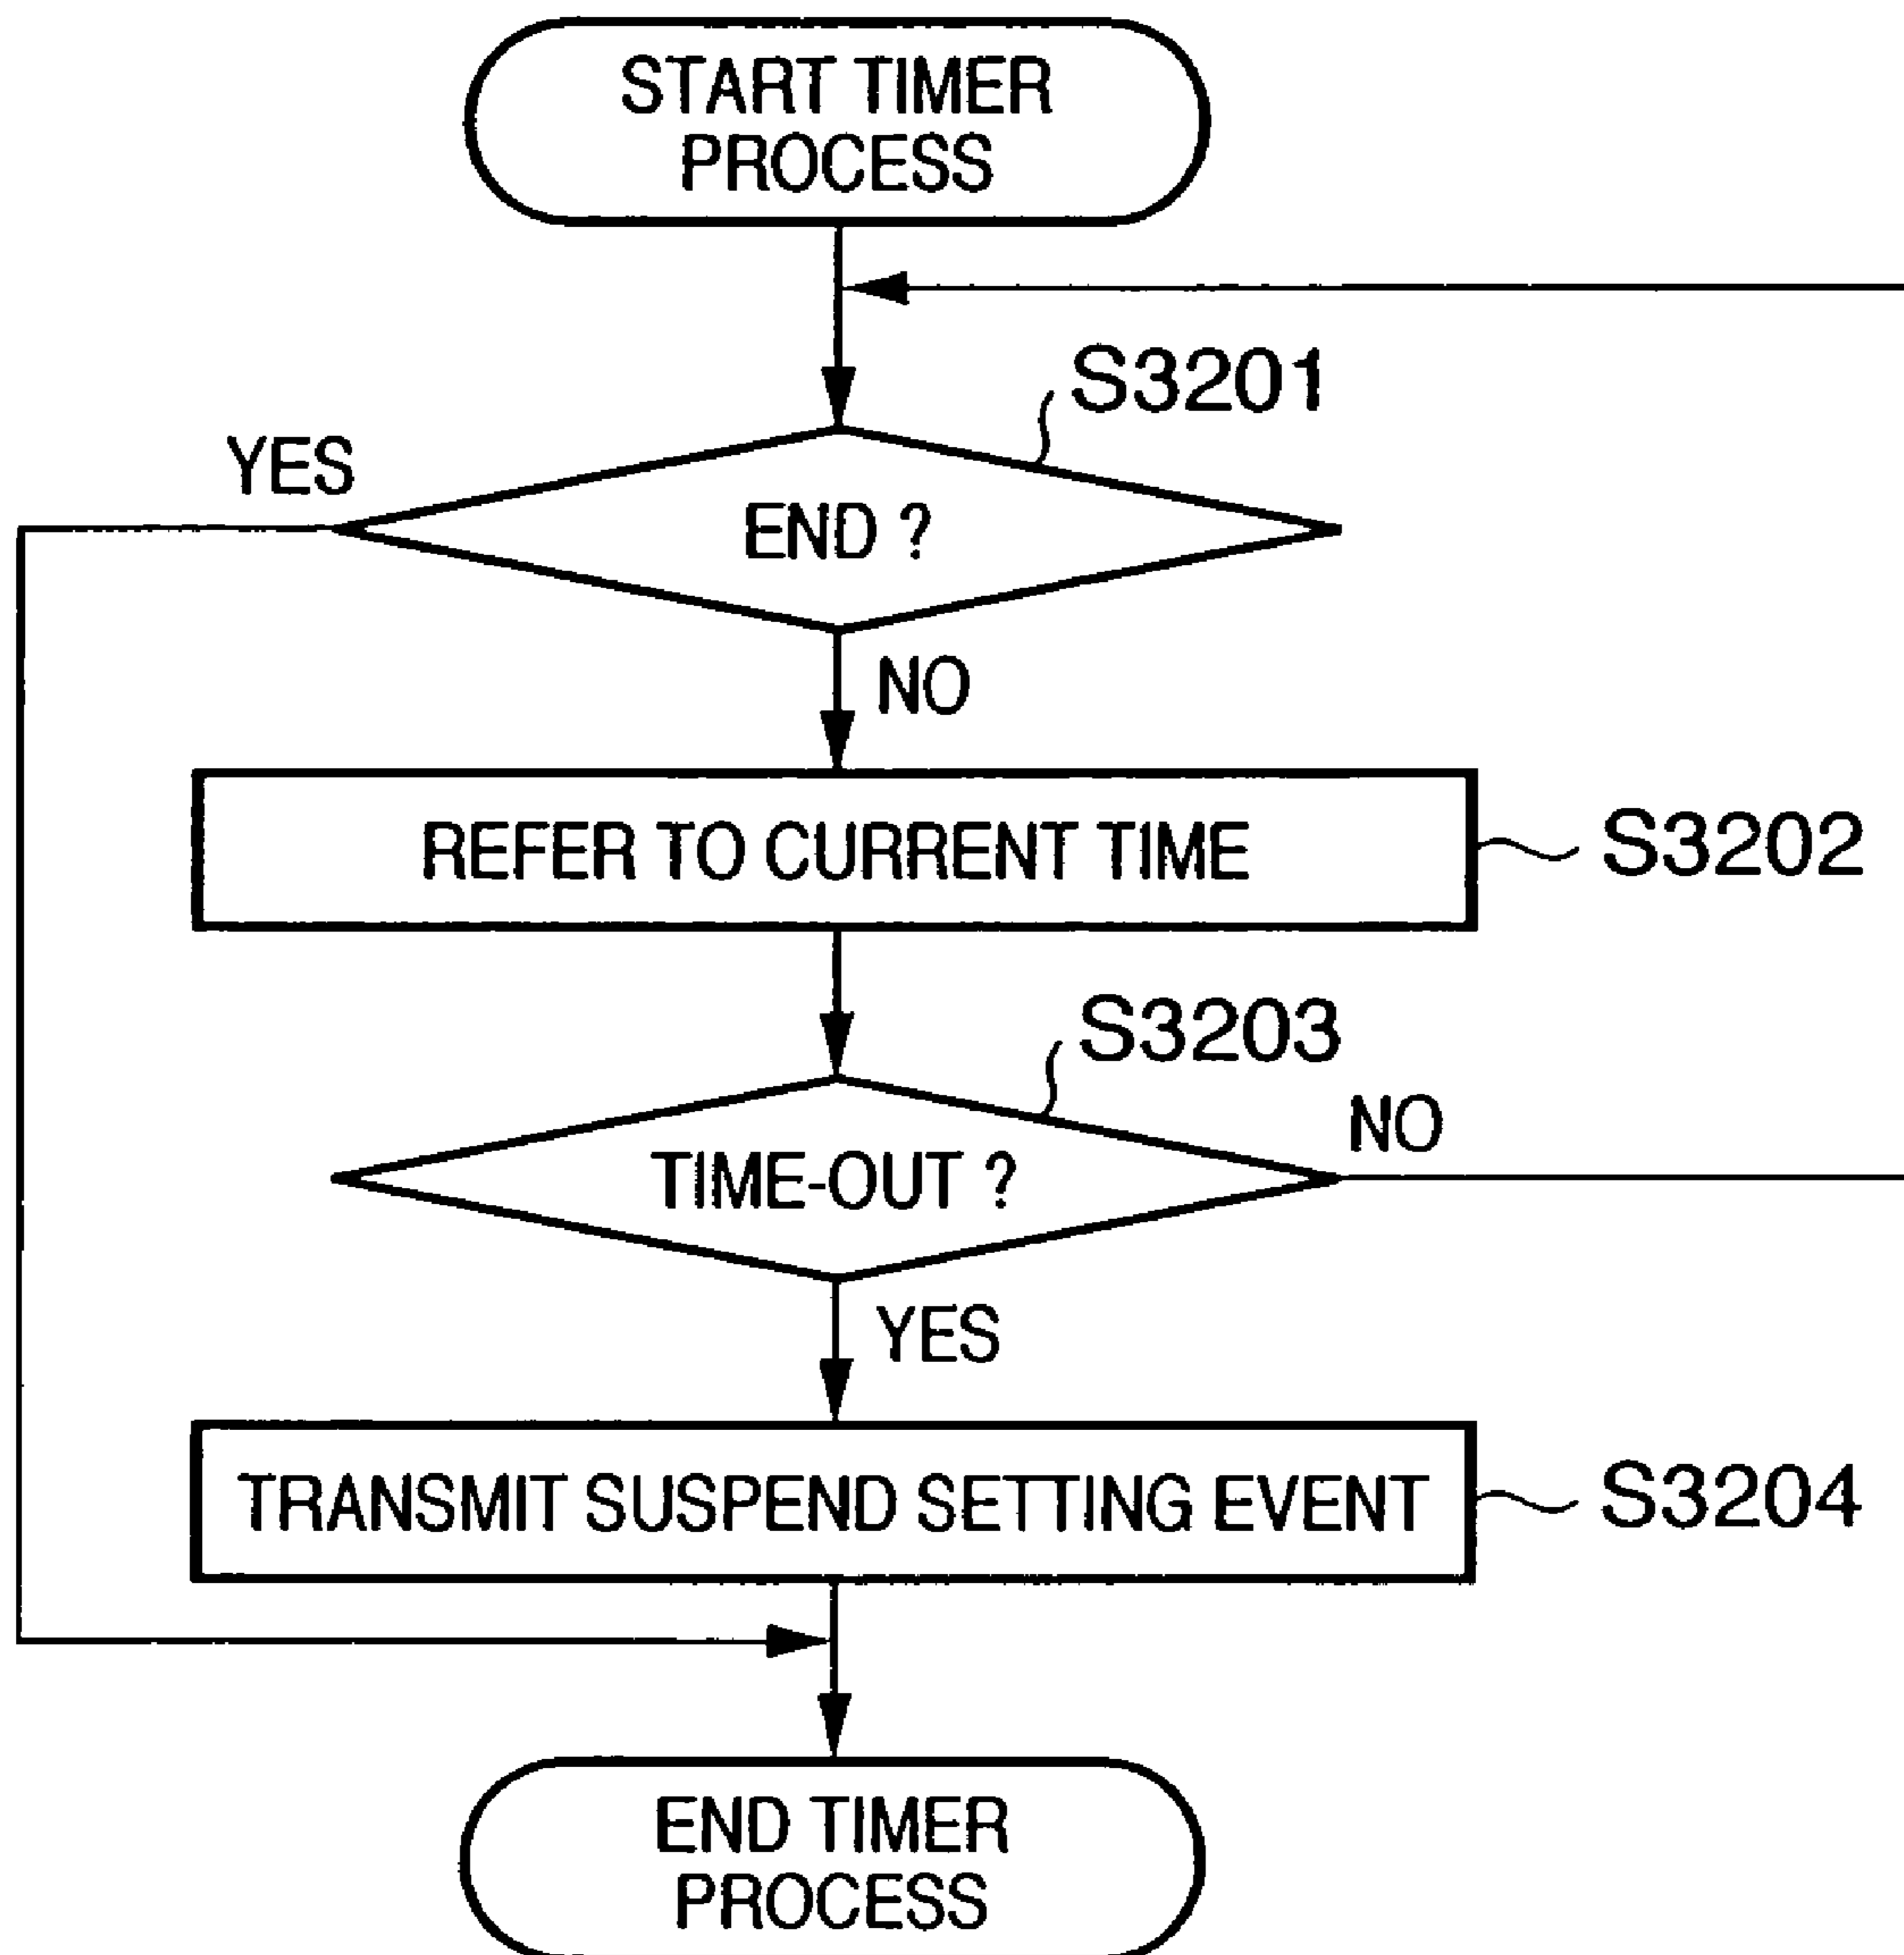 START TIMER
PROCESS
S3201
YES
END ?
NO
REFER TO CURRENT TIME
S3202
S3203
NO
TIME-OUT ?
YES
TRANSMIT SUSPEND SETTING EVENT
S3204
END TIMER
PROCESS